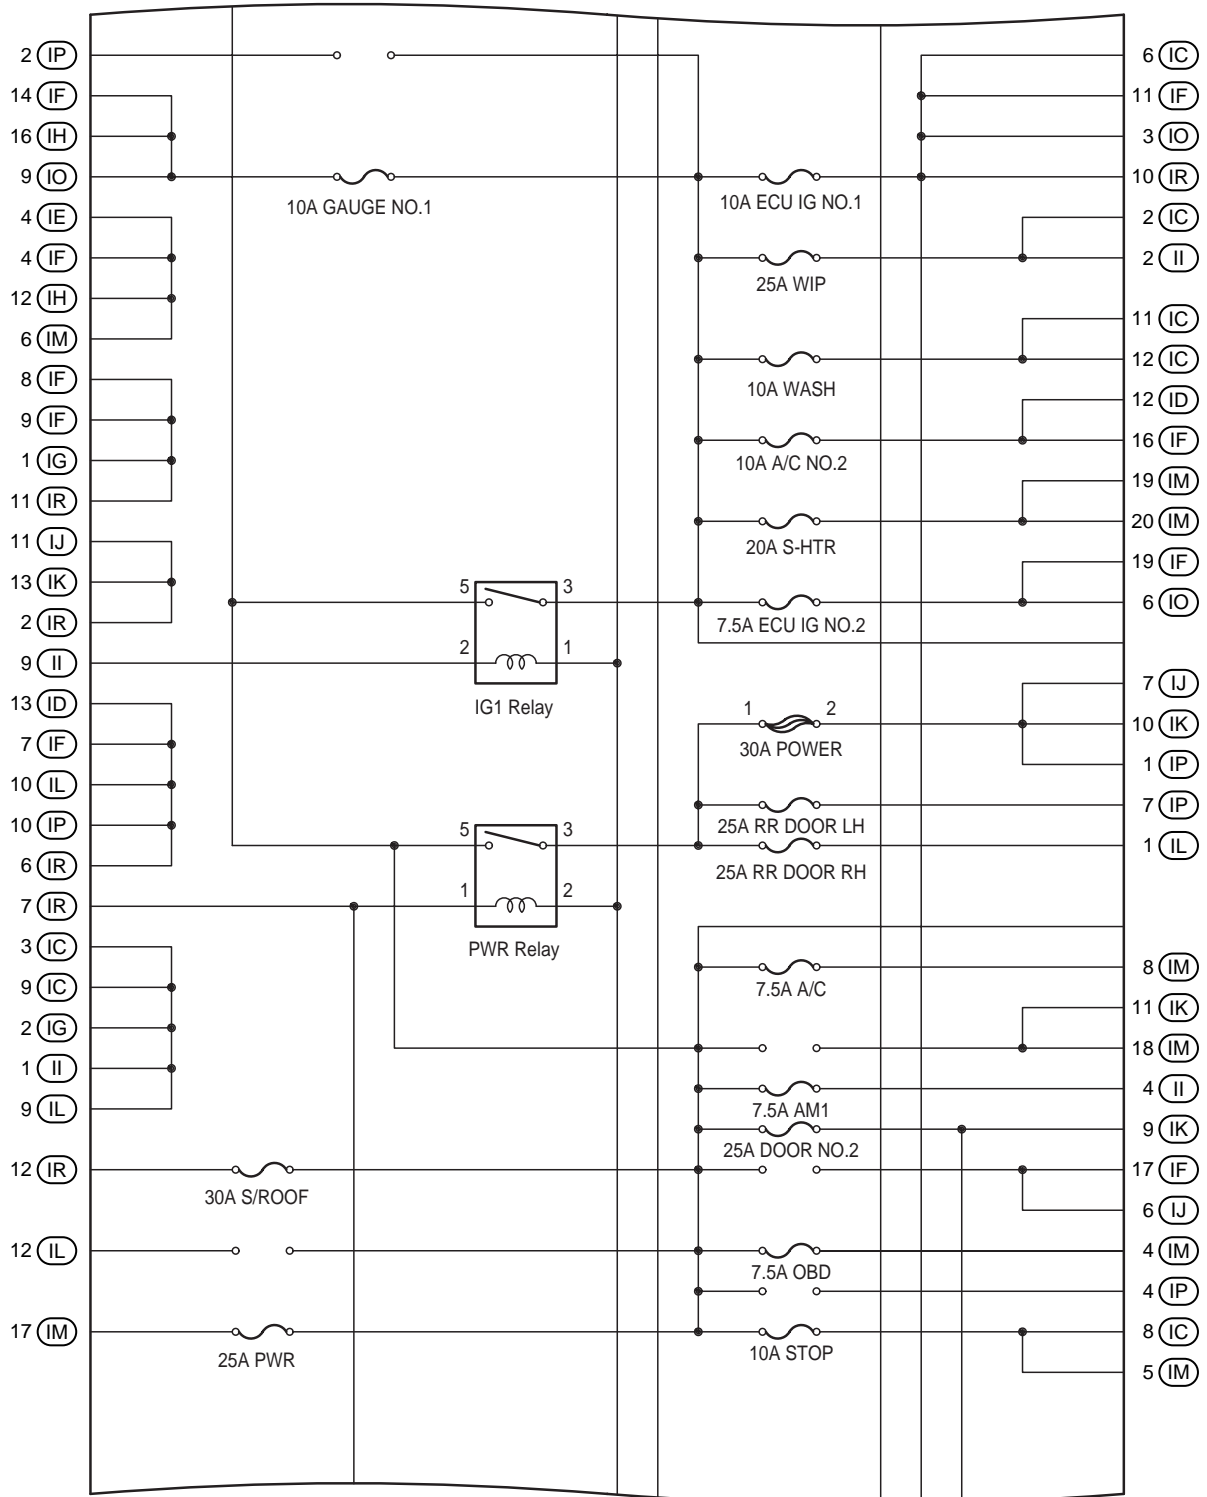 2 IP
6 IC
14 IF
11 IF
16 IH
3 IO
9 IO
10A GAUGE NO.1
10A ECU IG NO.1
10 IR
4 IE
2 IC
4 IF
25A WIP
2 II
12 IH
11 IC
6 IM
10A WASH
12 IC
8 IF
12 ID
9 IF
10A A/C NO.2
16 IF
1 IG
19 IM
11 IR
20A S-HTR
20 IM
11 IJ
19 IF
13 IK
5 3
7.5A ECU IG NO.2
6 IO
2 IR
9 II
2 1
IG1 Relay
13 ID
7 IJ
7 IF
1 2
30A POWER
10 IK
10 IL
1 IP
10 IP
25A RR DOOR LH
7 IP
6 IR
5 3
25A RR DOOR RH
1 IL
7 IR
1 2
PWR Relay
3 IC
8 IM
9 IC
7.5A A/C
11 IK
2 IG
18 IM
1 II
7.5A AM1
4 II
9 IL
25A DOOR NO.2
9 IK
12 IR
30A S/ROOF
17 IF
6 IJ
12 IL
7.5A OBD
4 IM
4 IP
17 IM
25A PWR
10A STOP
8 IC
5 IM